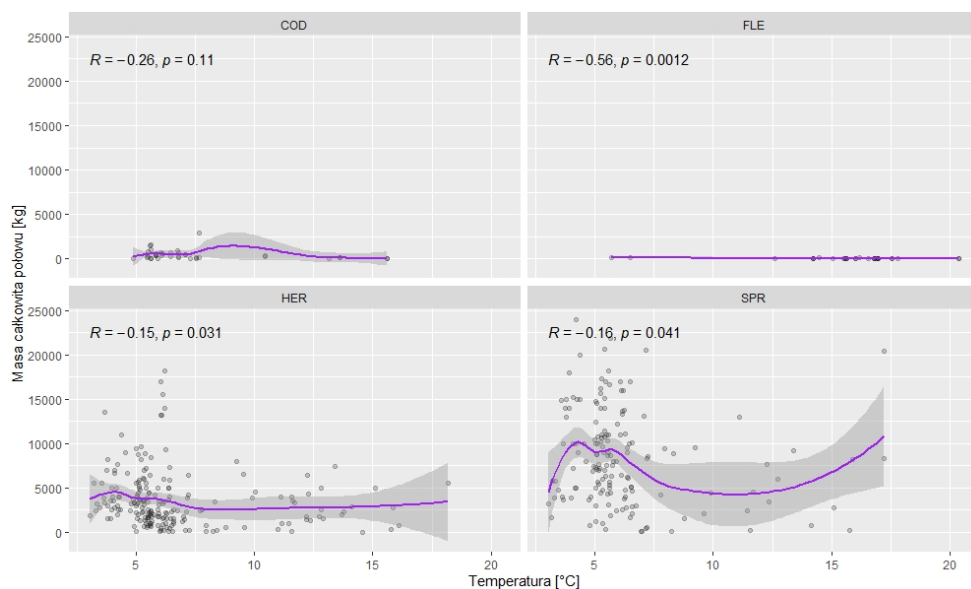 COD
FLE
25000
20000
15000
10000
5000
0
R = −0.26, p = 0.11
R = −0.56, p = 0.0012
HER
SPR
25000
20000
15000
10000
5000
0
R = −0.15, p = 0.031
R = −0.16, p = 0.041
5 10 15 20
5 10 15 20
Masa całkowita połowu [kg]
Temperatura [°C]